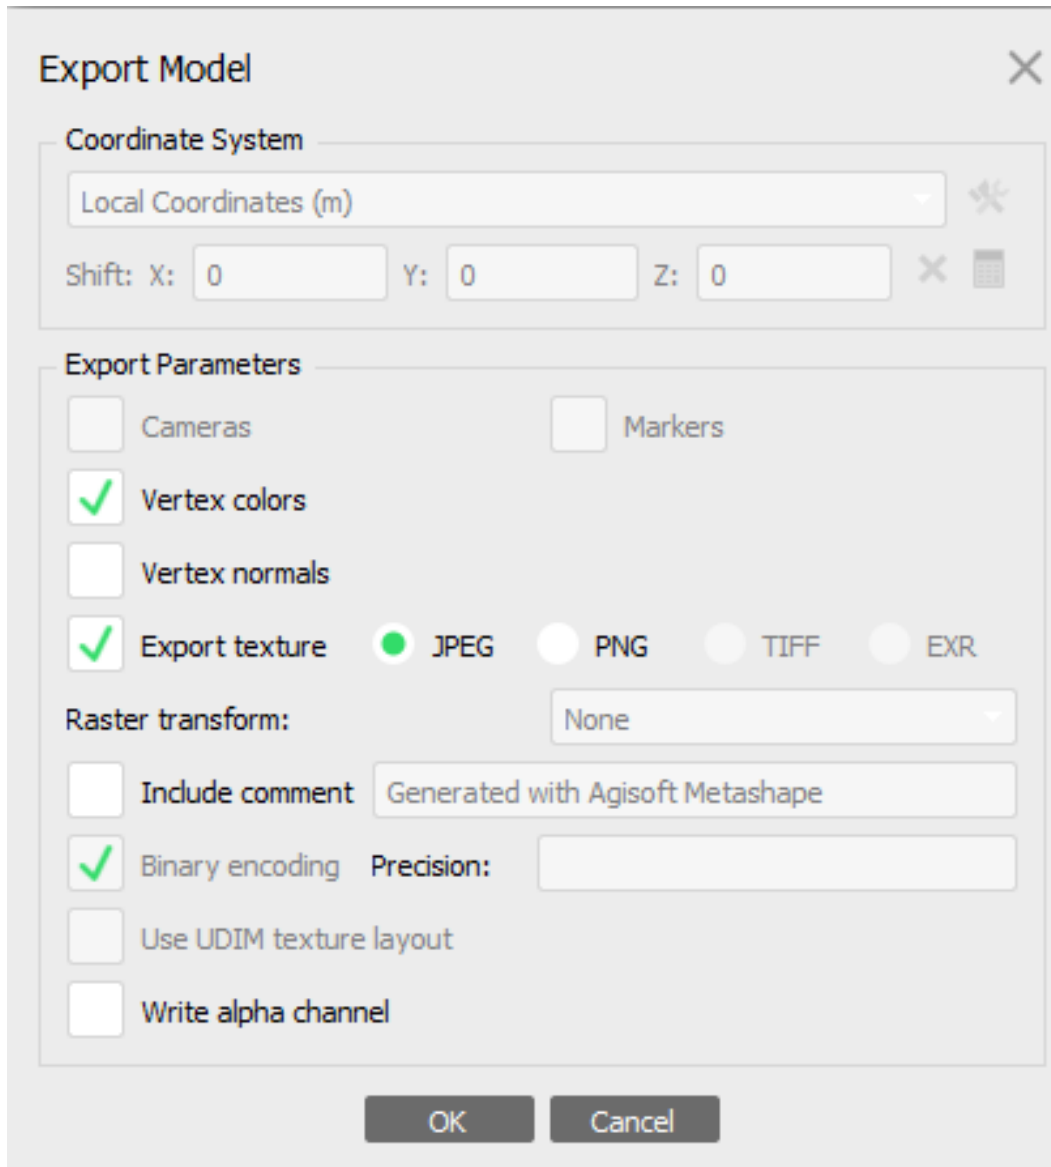 Export Model
Coordinate System
Local Coordinates (m)
Shift: X: 0 Y: 0 Z: 0
Export Parameters
Cameras Markers
Vertex colors
Vertex normals
Export texture JPEG PNG TIFF EXR
Raster transform: None
Include comment Generated with Agisoft Metashape
Binary encoding Precision:
Use UDIM texture layout
Write alpha channel
OK Cancel